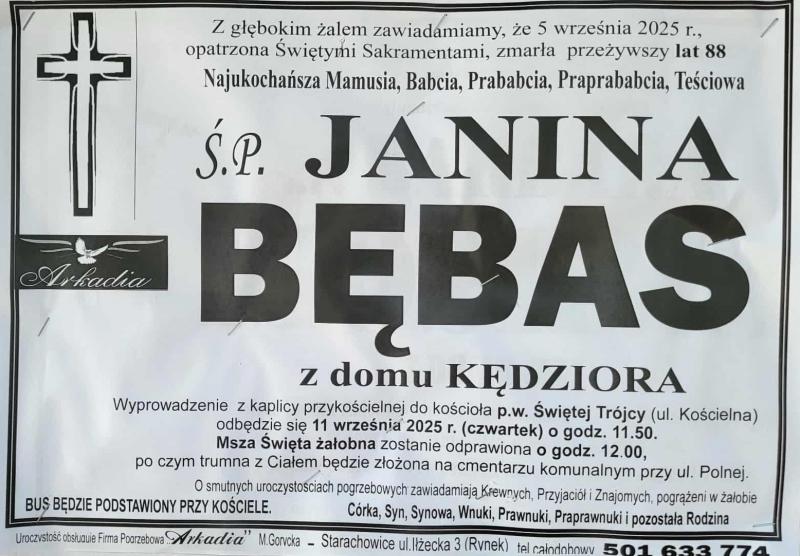 Z głębokim żalem zawiadamiamy, że 5 września 2025 r.,
opatrzona Świętymi Sakramentami, zmarła przeżywszy lat 88
Najukochańsza Mamusia, Babcia, Prababcia, Praprababcia, Teściowa
Ś.P. JANINA
BĘBAS
Arkadia
z domu KĘDZIORA
Wyprowadzenie z kaplicy przykościelnej do kościoła p.w. Świętej Trójcy (ul. Kościelna)
odbędzie się 11 września 2025 r. (czwartek) o godz. 11.50.
Msza Święta żałobna zostanie odprawiona o godz. 12.00,
po czym trumna z Ciałem będzie złożona na cmentarzu komunalnym przy ul. Polnej.
O smutnych uroczystościach pogrzebowych zawiadamiają Krewnych, Przyjaciół i Znajomych, pogrążeni w żałobie
BUS BĘDZIE PODSTAWIONY PRZY KOŚCIELE.
Córka, Syn, Synowa, Wnuki, Prawnuki, Praprawnuki i pozostała Rodzina
Uroczystość obsługuje Firma Pogrzebowa "Arkadia" M.Gorycka – Starachowice ul.Iłżecka 3 (Rynek) tel.całodobowy 501 633 774